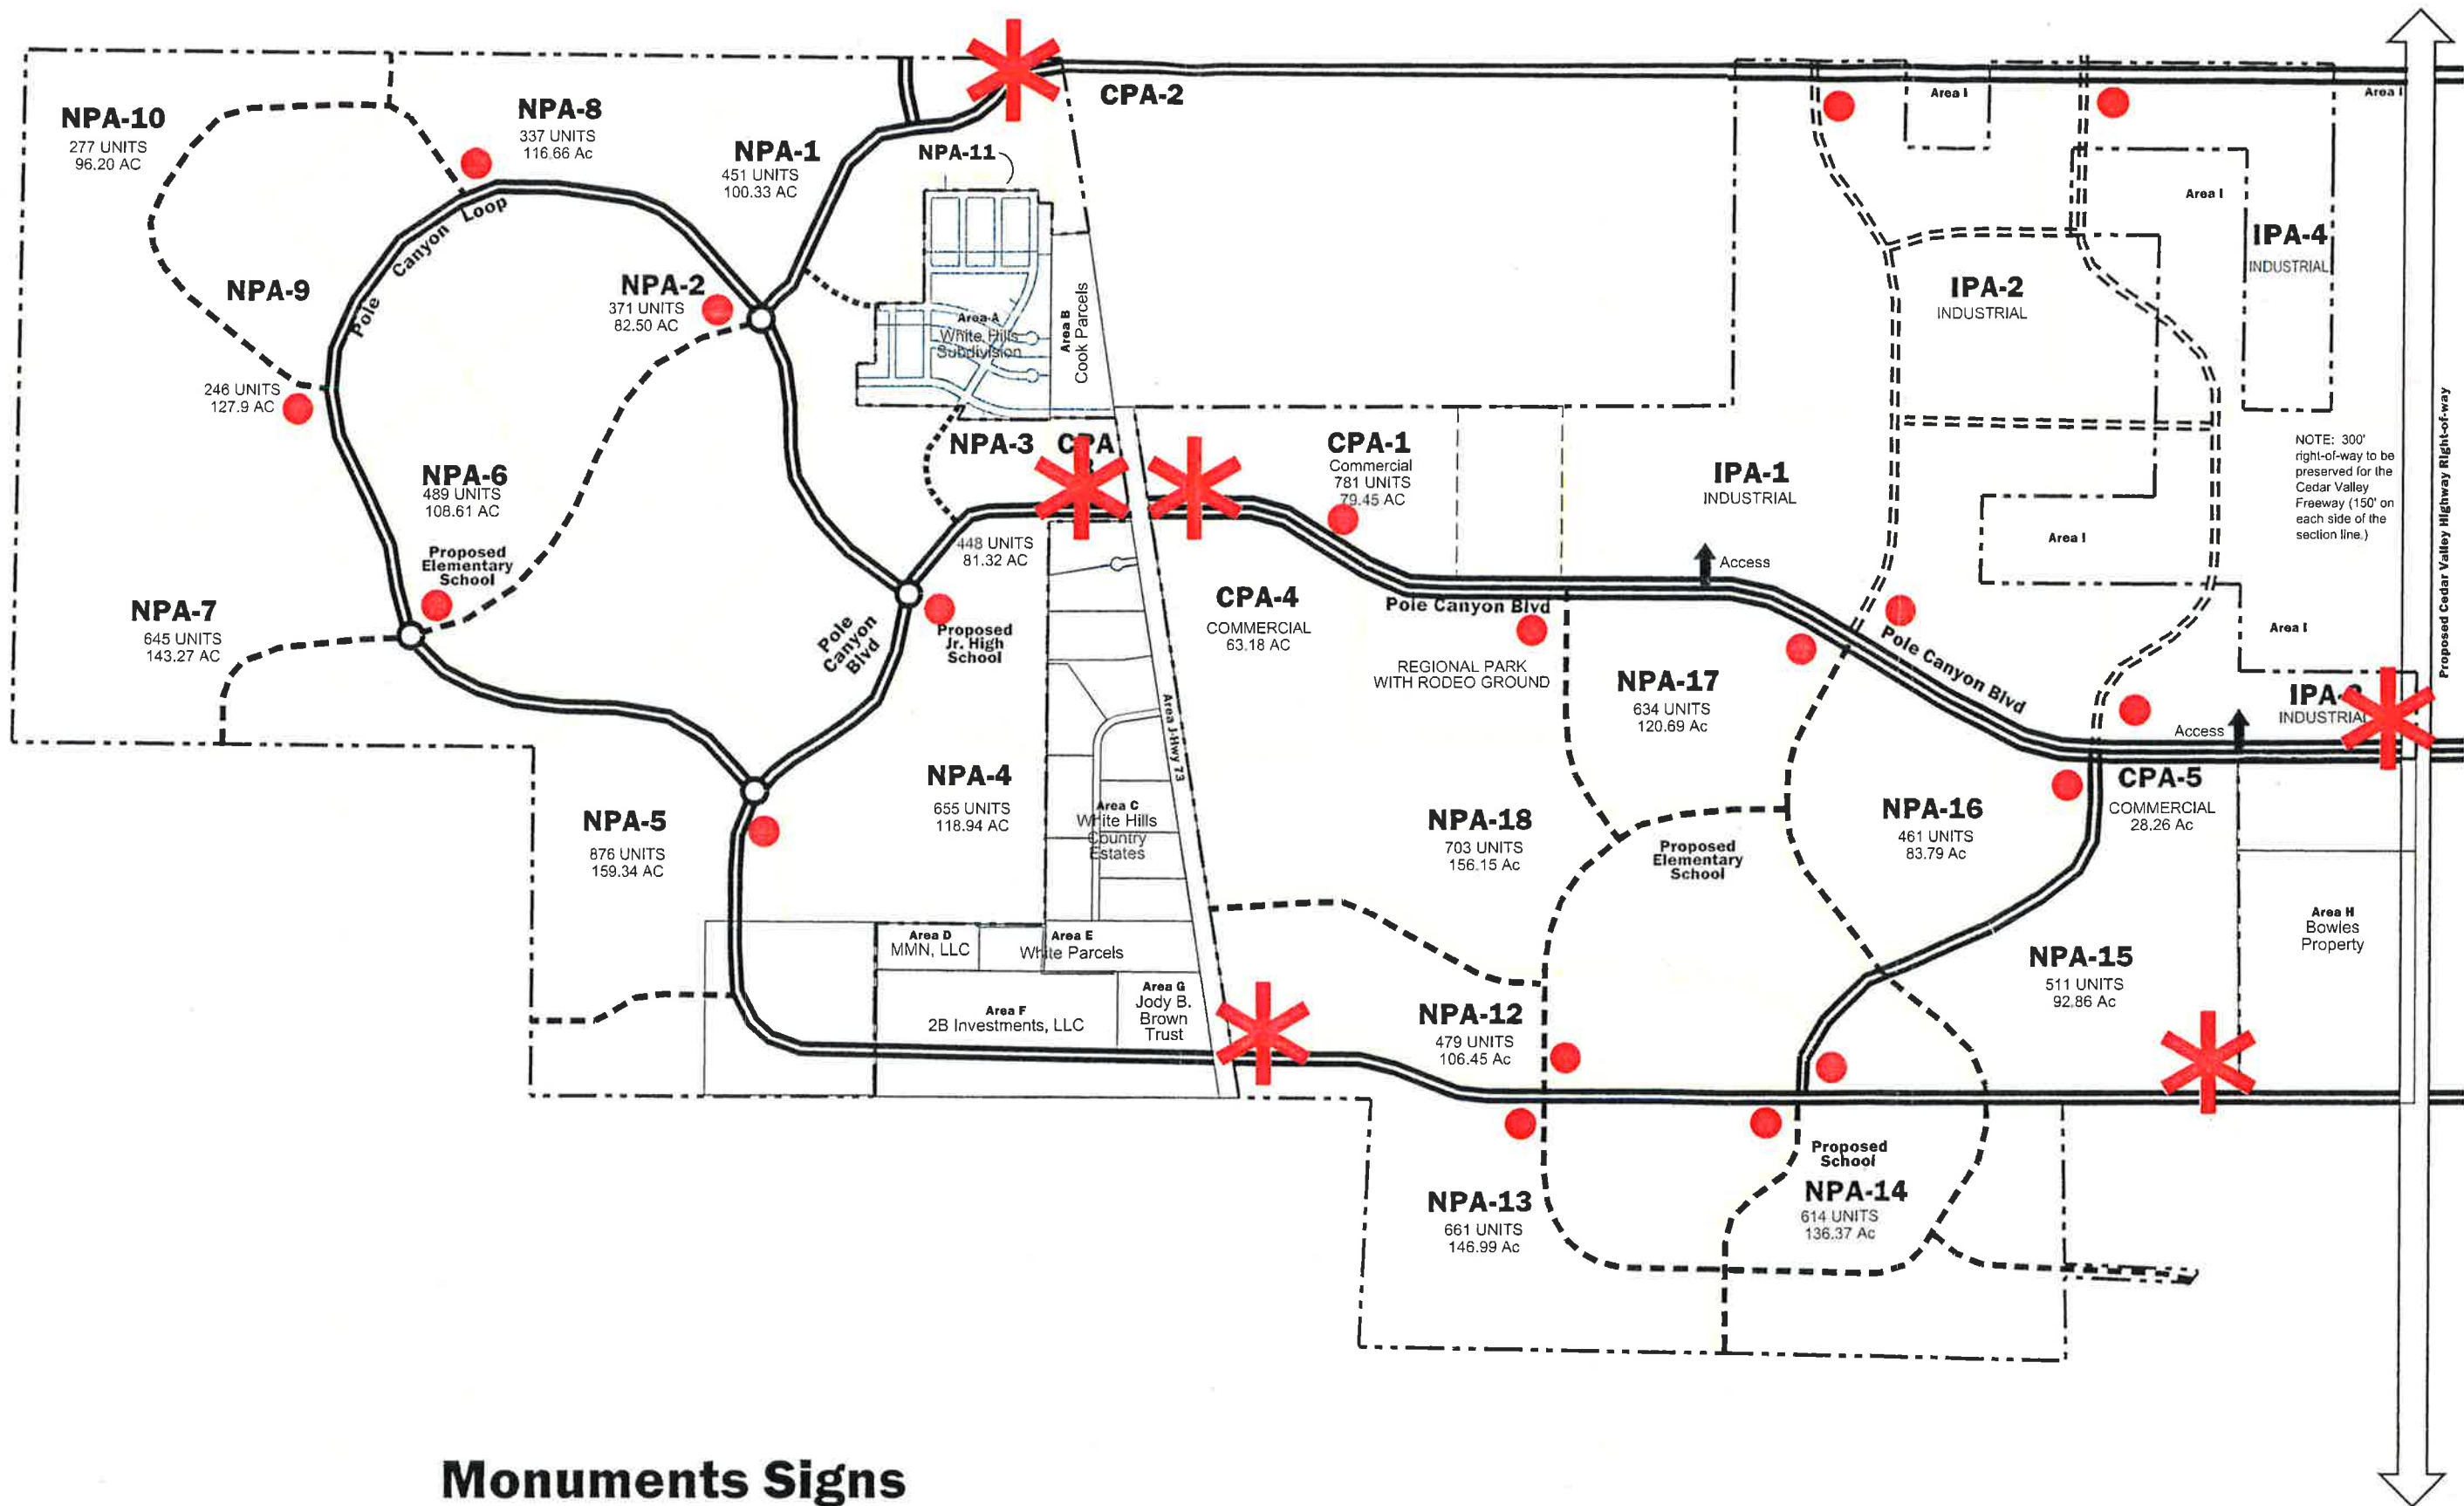 CPA-2
Area I
Area I
NPA-10
277 UNITS
96.20 AC
NPA-8
337 UNITS
116.66 Ac
NPA-1
451 UNITS
100.33 AC
NPA-11
Area I
IPA-4
INDUSTRIAL
Pole Canyon Loop
NPA-9
246 UNITS
127.9 AC
NPA-2
371 UNITS
82.50 AC
Area A
White Hills
Subdivision
Area B
Cook Parcels
IPA-2
INDUSTRIAL
NPA-3
448 UNITS
81.32 AC
CPA
CPA-1
Commercial
781 UNITS
79.45 AC
IPA-1
INDUSTRIAL
NOTE: 300'
right-of-way to be
preserved for the
Cedar Valley
Freeway (150' on
each side of the
section line.)
Proposed Cedar Valley Highway Right-of-way
NPA-6
489 UNITS
108.61 AC
Proposed
Elementary
School
Area I
Access
NPA-7
645 UNITS
143.27 AC
Pole
Canyon
Blvd
Proposed
Jr. High
School
CPA-4
COMMERCIAL
63.18 AC
Pole Canyon Blvd
REGIONAL PARK
WITH RODEO GROUND
Area I
Pole Canyon Blvd
NPA-17
634 UNITS
120.69 Ac
IPA-
INDUSTRIAL
Access
Area J-Hwy 73
NPA-5
876 UNITS
159.34 AC
NPA-4
655 UNITS
118.94 AC
Area C
White Hills
Country
Estates
NPA-18
703 UNITS
156.15 Ac
Proposed
Elementary
School
NPA-16
461 UNITS
83.79 Ac
CPA-5
COMMERCIAL
28.26 Ac
Area D
MMN, LLC
Area E
White Parcels
Area F
2B Investments, LLC
Area G
Jody B.
Brown
Trust
Area H
Bowles
Property
NPA-15
511 UNITS
92.86 Ac
NPA-12
479 UNITS
106.45 Ac
Proposed
School
NPA-13
661 UNITS
146.99 Ac
NPA-14
614 UNITS
136.37 Ac
Monuments Signs